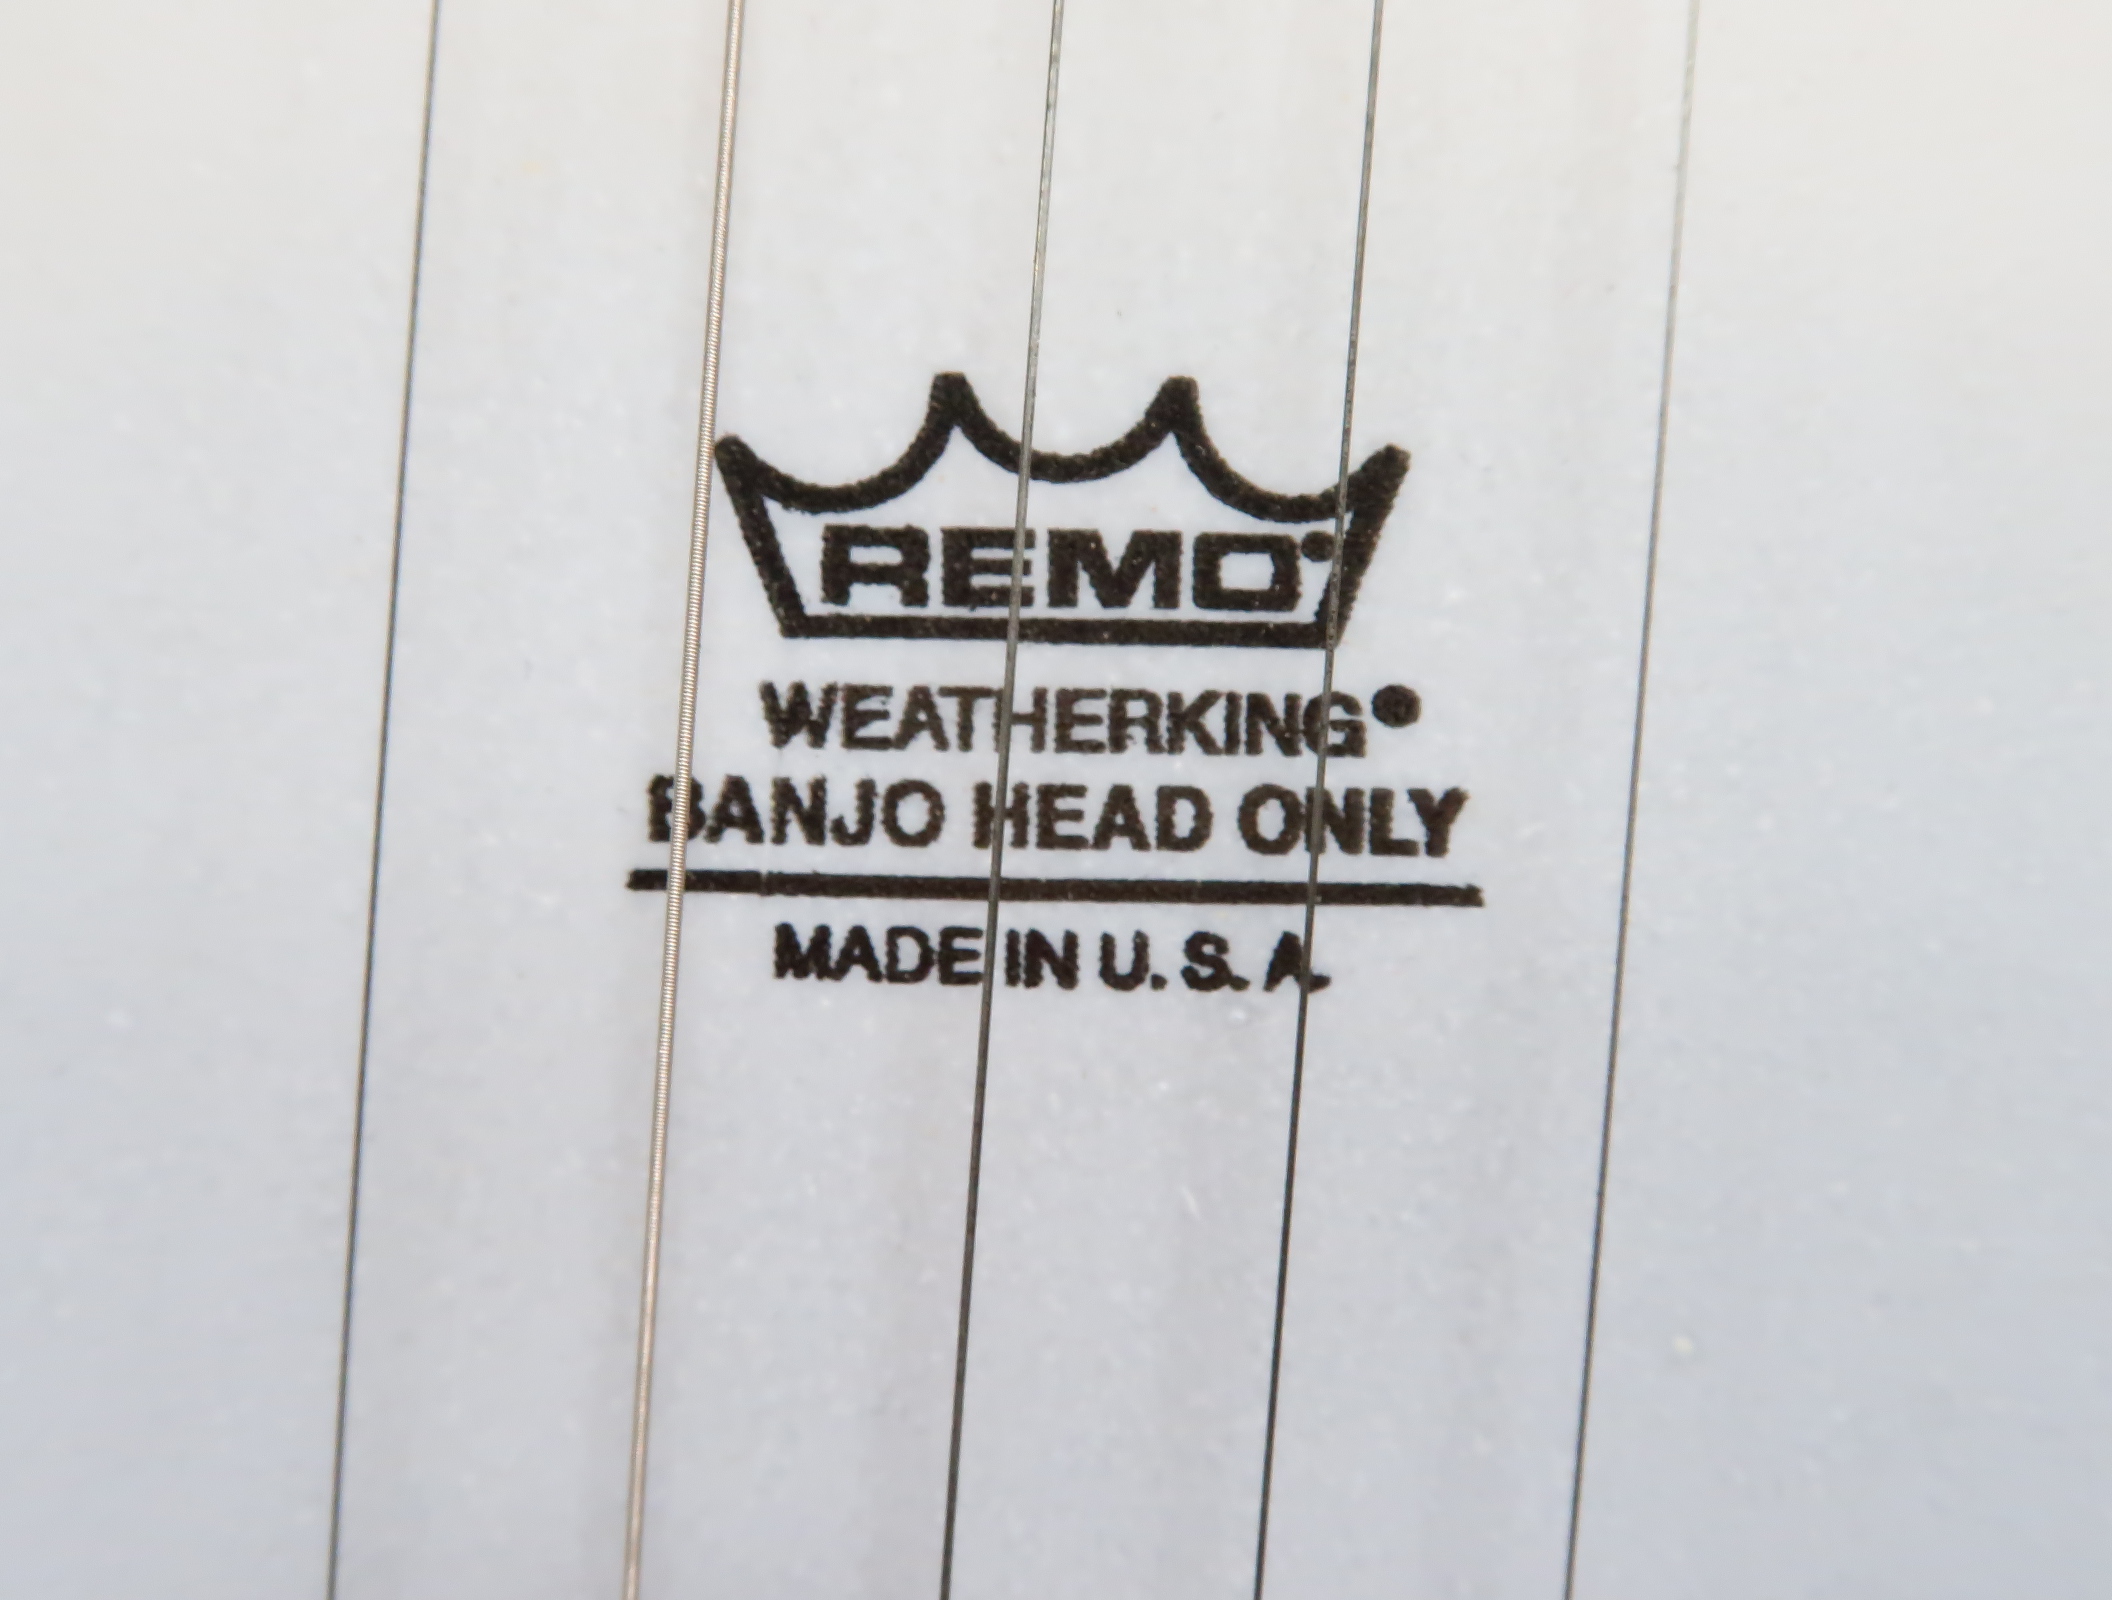 REMO®
WEATHERKING®
BANJO HEAD ONLY
MADE IN U. S. A.